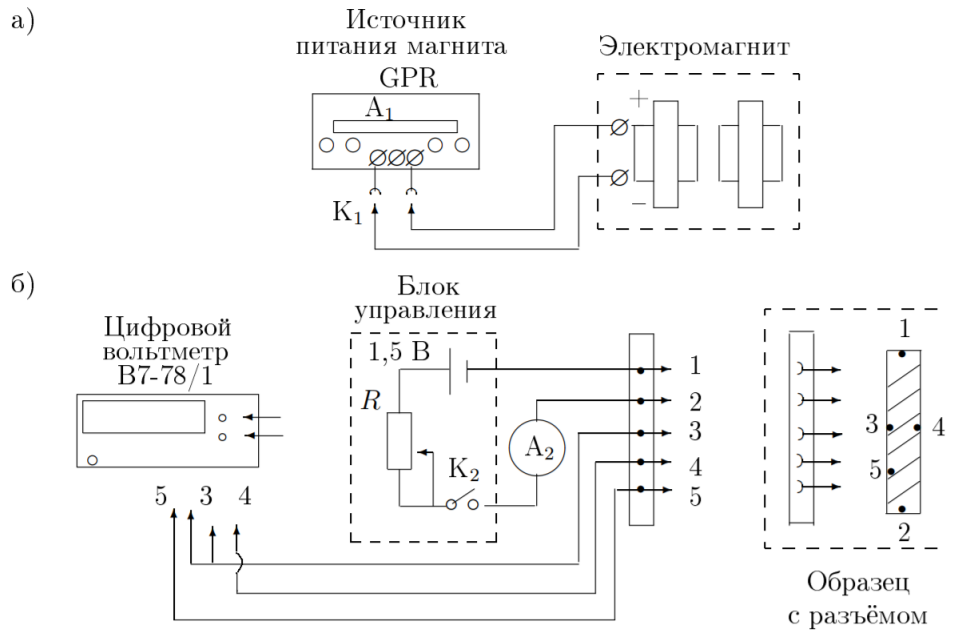 а)
Источник
питания магнита
GPR
A₁
K₁
Электромагнит
+
−
б)
Цифровой
вольтметр
В7-78/1
5 3 4
Блок
управления
1,5 В
R
K₂
A₂
1
2
3
4
5
1
3
4
5
2
Образец
с разъёмом